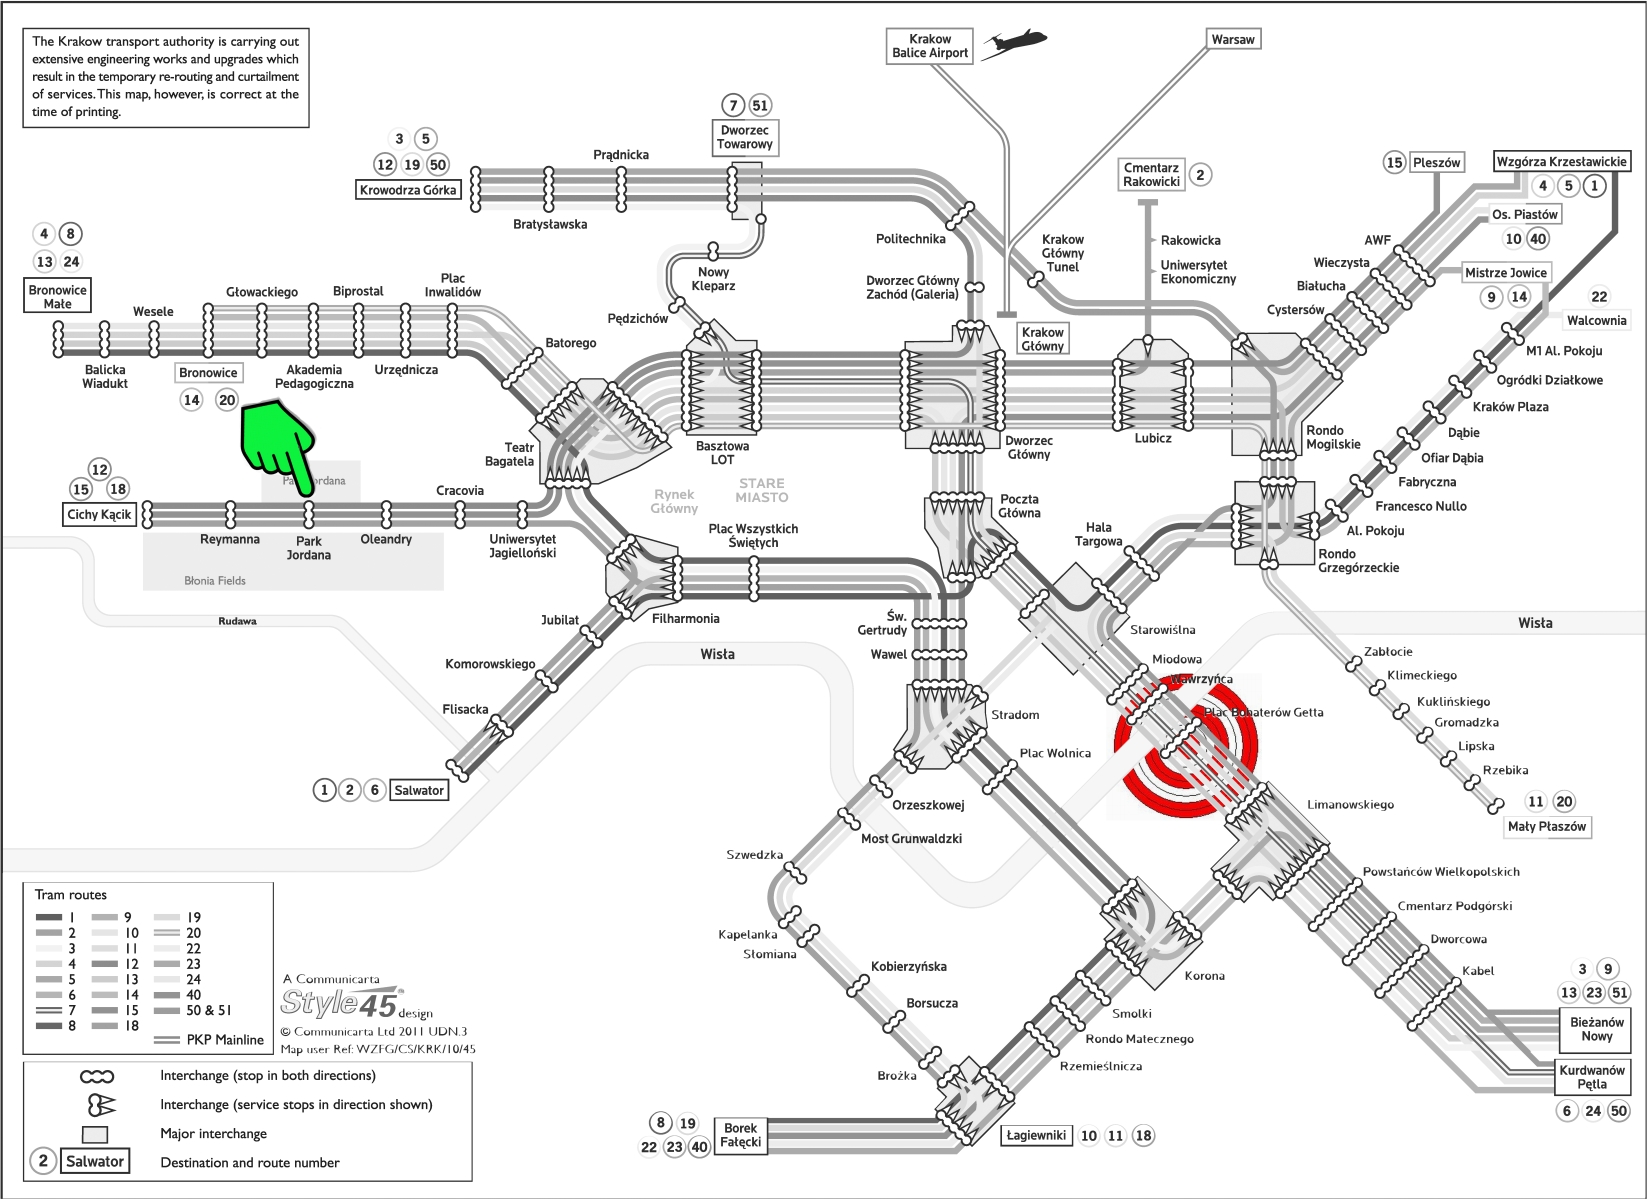 The Krakow transport authority is carrying out
extensive engineering works and upgrades which
result in the temporary re-routing and curtailment
of services. This map, however, is correct at the
time of printing.
Krakow
Balice Airport
Warsaw
7 51
Dworzec
Towarowy
3 5
12 19 50
Krowodrza Górka
Prądnicka
Bratysławska
Cmentarz
Rakowicki
2
15 Pleszów
Wzgórza Krzesławickie
4 5 1
Os. Piastów
10 40
Mistrze Jowice
9 14
22
Walcownia
4 8
13 24
Bronowice
Małe
Wesele
Balicka
Wiadukt
Głowackiego
Biprostal
Plac
Inwalidów
Bronowice
14 20
Akademia
Pedagogiczna
Urzędnicza
Batorego
Nowy
Kleparz
Pędzichów
Politechnika
Dworzec Główny
Zachód (Galeria)
Krakow
Główny
Tunel
Krakow
Główny
Rakowicka
Uniwersytet
Ekonomiczny
AWF
Wieczysta
Białucha
Cystersów
M1 Al. Pokoju
Ogródki Działkowe
Kraków Plaza
Dąbie
Ofiar Dąbia
Fabryczna
Francesco Nullo
Al. Pokoju
Teatr
Bagatela
Basztowa
LOT
Dworzec
Główny
Lubicz
Rondo
Mogilskie
12
15 18
Cichy Kącik
Reymanna
Park
Jordana
Oleandry
Cracovia
Uniwersytet
Jagielloński
Błonia Fields
Rudawa
Rynek
Główny
STARE
MIASTO
Plac Wszystkich
Świętych
Poczta
Główna
Hala
Targowa
Rondo
Grzegórzeckie
Filharmonia
Jubilat
Komorowskiego
Flisacka
1 2 6 Salwator
Wisła
Wisła
Św.
Gertrudy
Wawel
Starowiślna
Miodowa
Wawrzyńca
Plac Bohaterów Getta
Stradom
Plac Wolnica
Orzeszkowej
Most Grunwaldzki
Szwedzka
Kapelanka
Słomiana
Kobierzyńska
Borsucza
Brożka
Limanowskiego
Zabłocie
Klimeckiego
Kuklińskiego
Gromadzka
Lipska
Rzebika
11 20
Mały Płaszów
Powstańców Wielkopolskich
Cmentarz Podgórski
Dworcowa
Kabel
Korona
Smolki
Rondo Matecznego
Rzemieślnicza
3 9
13 23 51
Bieżanów
Nowy
Kurdwanów
Pętla
6 24 50
8 19
22 23 40
Borek
Fałęcki
Łagiewniki 10 11 18
Tram routes
1 9 19
2 10 20
3 11 22
4 12 23
5 13 24
6 14 40
7 15 50 & 51
8 18
PKP Mainline
A Communicarta
Style45
design
© Communicarta Ltd 2011 UDN.3
Map user Ref: WZFG/CS/KRK/10/45
Interchange (stop in both directions)
Interchange (service stops in direction shown)
Major interchange
2 Salwator Destination and route number